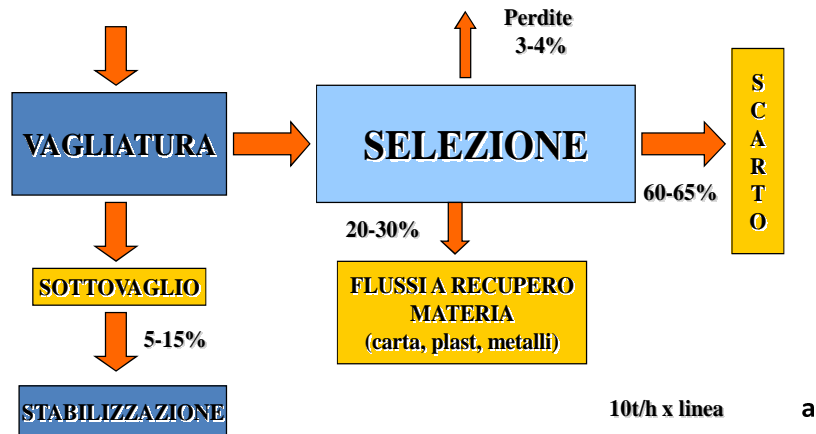 Perdite
3-4%
VAGLIATURA
SELEZIONE
SCARTO
60-65%
20-30%
SOTTOVAGLIO
FLUSSI A RECUPERO
MATERIA
(carta, plast, metalli)
5-15%
STABILIZZAZIONE
10t/h x linea
a